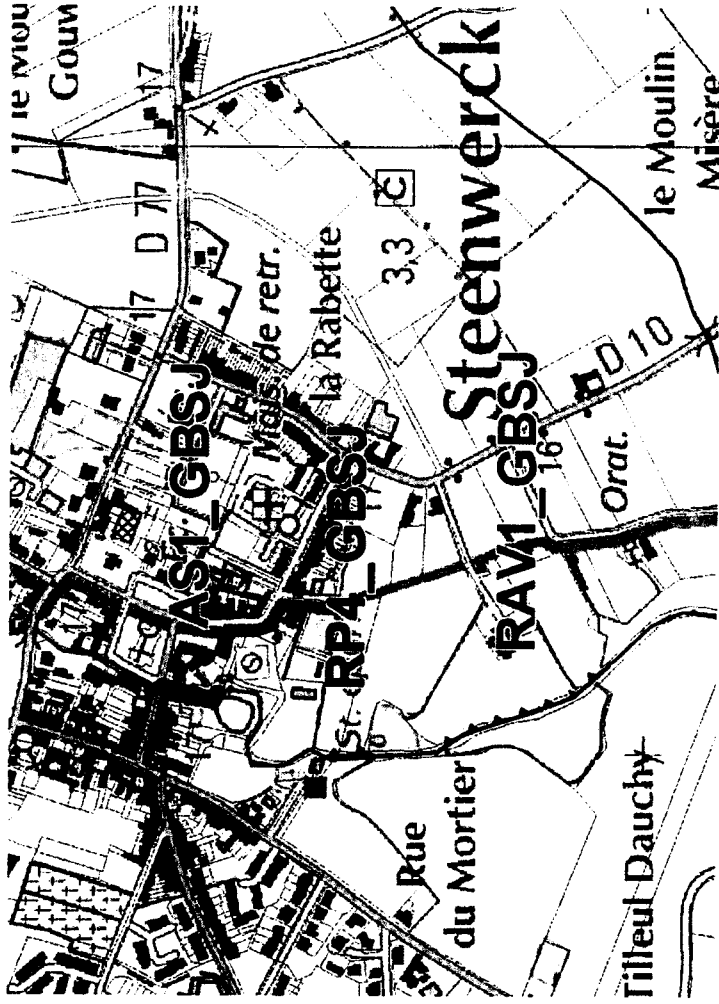 le Mou
Gouw
17
D 77
17
AS1_GBSJ
Mais. de retr.
la Rabette
3,3
C
Steenwerck
le Moulin
Misère
RP4_GBSJ
17
RAV1_GBSJ
16
D 10
Orat.
St.
Rue
du Mortier
Tilleul Dauchy